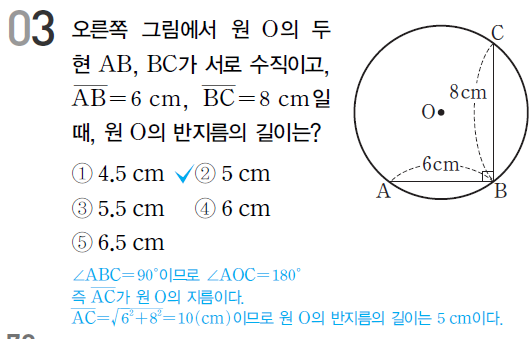 03 오른쪽 그림에서 원 O의 두
현 AB, BC가 서로 수직이고,
AB=6 cm, BC=8 cm일
때, 원 O의 반지름의 길이는?
① 4.5 cm ② 5 cm
③ 5.5 cm ④ 6 cm
⑤ 6.5 cm
∠ABC=90°이므로 ∠AOC=180°
즉 AC가 원 O의 지름이다.
AC=√6²+8²=10(cm)이므로 원 O의 반지름의 길이는 5 cm이다.
C
8cm
O
6cm
A B